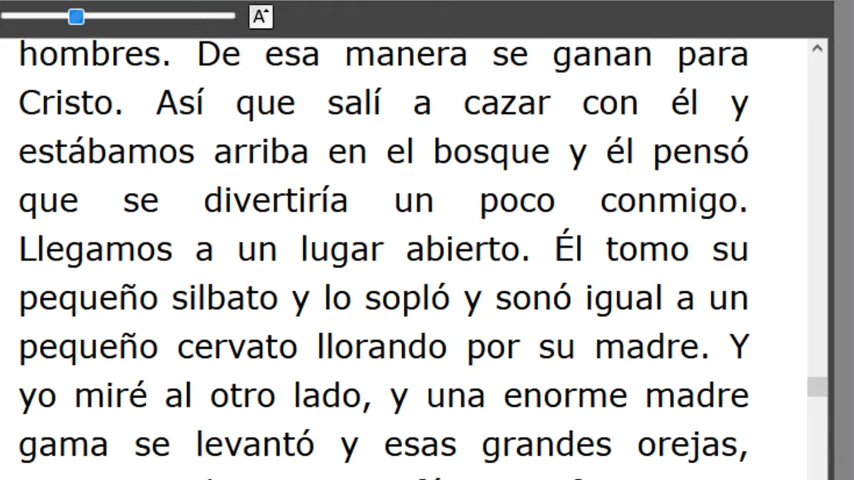 A
hombres. De esa manera se ganan para
Cristo. Así que salí a cazar con él y
estábamos arriba en el bosque y él pensó
que se divertiría un poco conmigo.
Llegamos a un lugar abierto. Él tomo su
pequeño silbato y lo sopló y sonó igual a un
pequeño cervato llorando por su madre. Y
yo miré al otro lado, y una enorme madre
gama se levantó y esas grandes orejas,